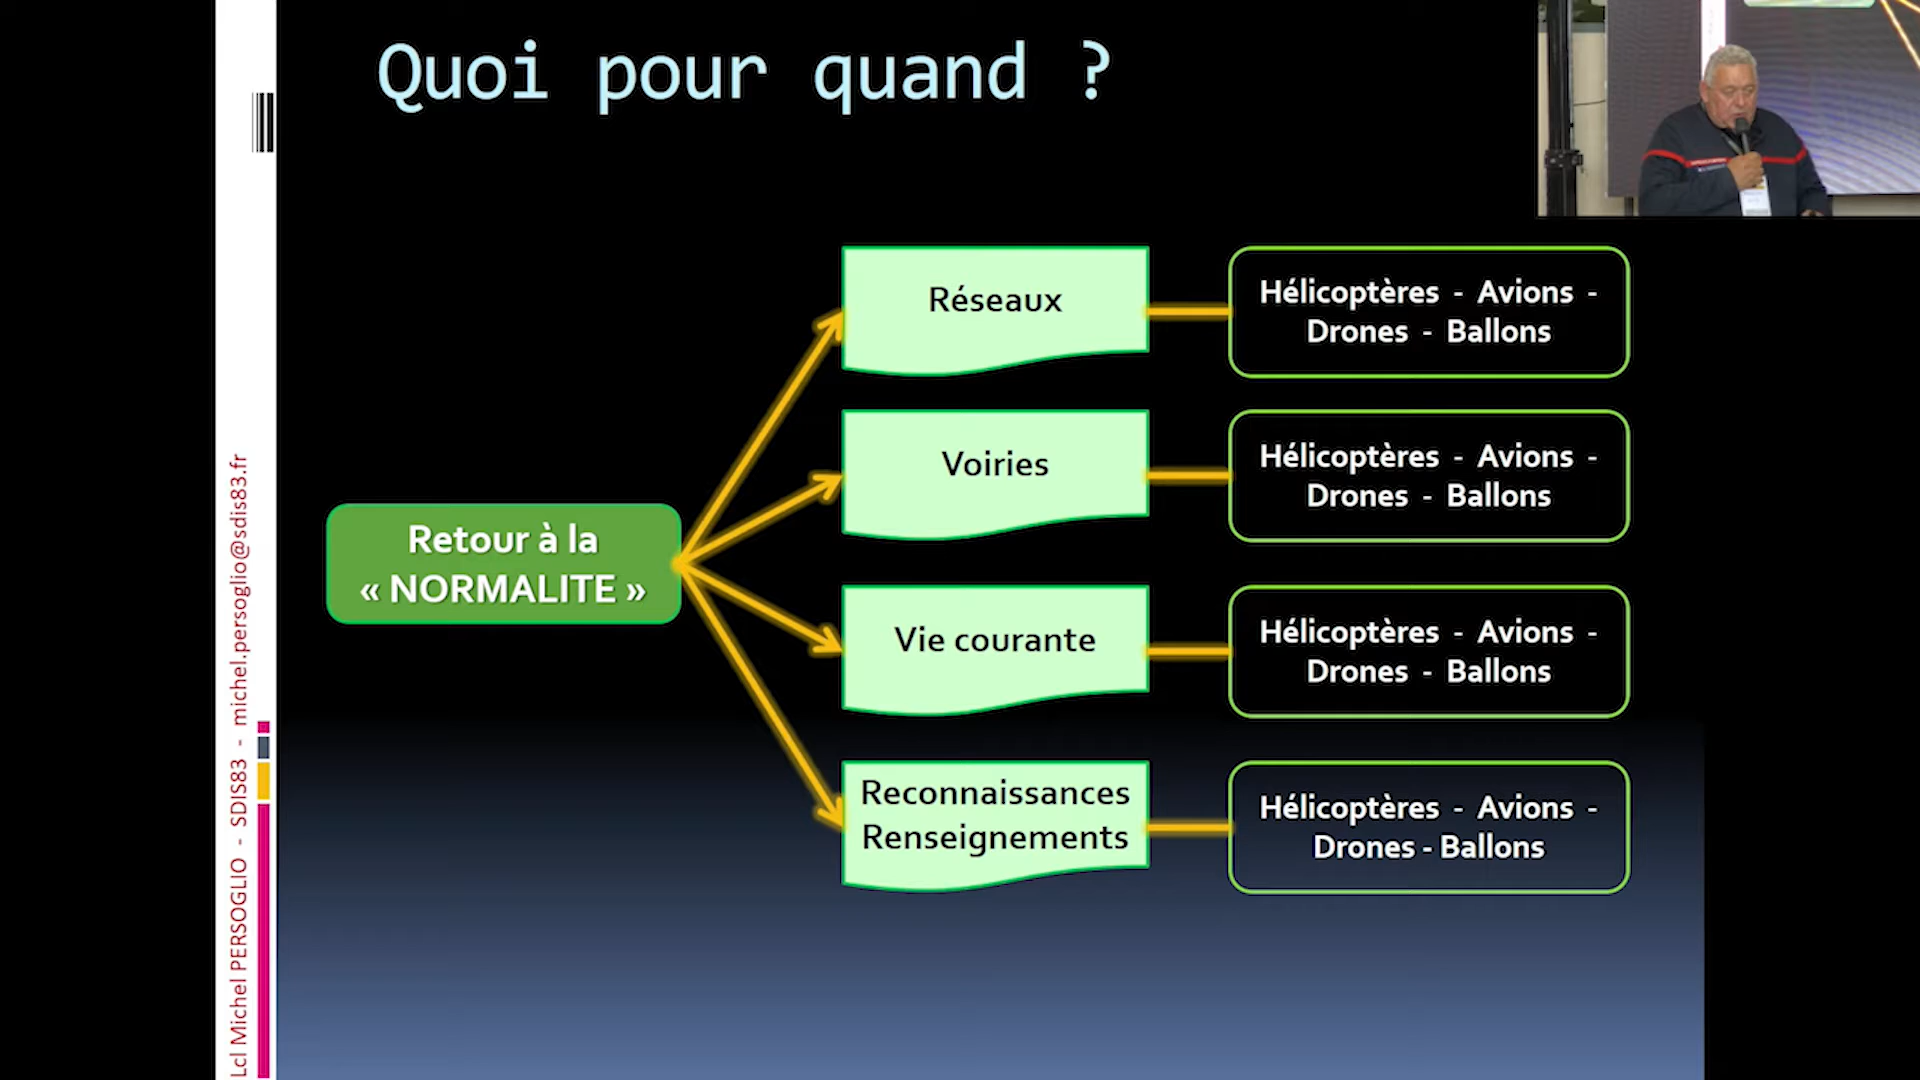 Quoi pour quand ?
Lcl Michel PERSOGLIO - SDIS83 - michel.persoglio@sdis83.fr
Retour à la
« NORMALITE »
Réseaux
Hélicoptères - Avions -
Drones - Ballons
Voiries
Hélicoptères - Avions -
Drones - Ballons
Vie courante
Hélicoptères - Avions -
Drones - Ballons
Reconnaissances
Renseignements
Hélicoptères - Avions -
Drones - Ballons